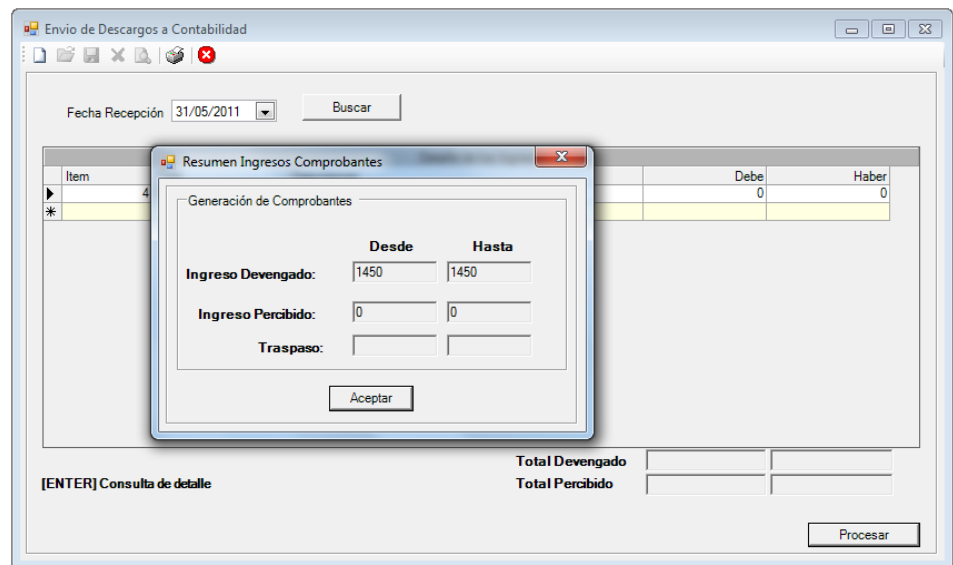 Envio de Descargos a Contabilidad
Fecha Recepción 31/05/2011 Buscar
Item Debe Haber
4 0 0
Resumen Ingresos Comprobantes
Generación de Comprobantes
Desde Hasta
Ingreso Devengado: 1450 1450
Ingreso Percibido: 0 0
Traspaso:
Aceptar
Total Devengado
[ENTER] Consulta de detalle Total Percibido
Procesar